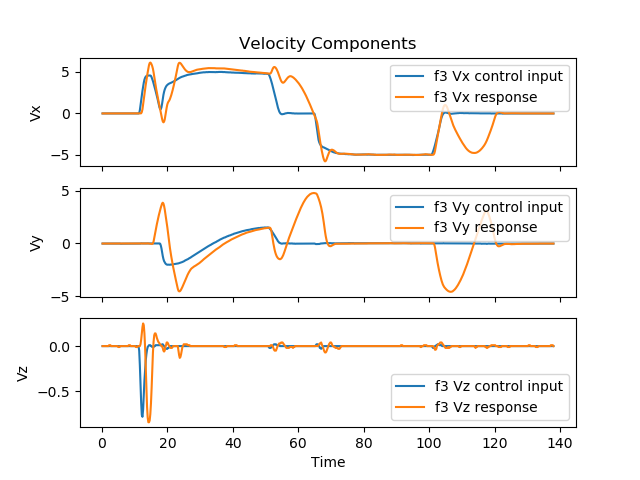 Velocity Components
5
0
−5
Vx
f3 Vx control input
f3 Vx response
5
0
−5
Vy
f3 Vy control input
f3 Vy response
0.0
−0.5
Vz
f3 Vz control input
f3 Vz response
0 20 40 60 80 100 120 140
Time